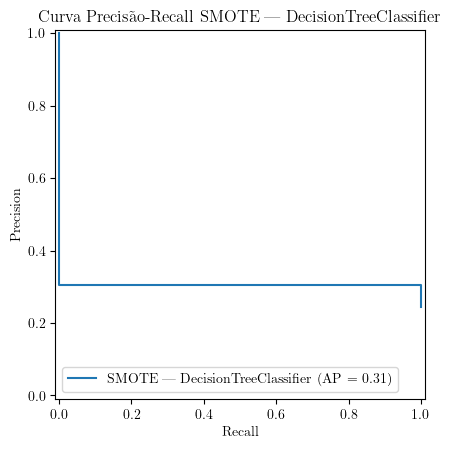 Curva Precisão-Recall SMOTE — DecisionTreeClassifier
1.0
0.8
0.6
0.4
0.2
0.0
Precision
SMOTE — DecisionTreeClassifier (AP = 0.31)
0.0 0.2 0.4 0.6 0.8 1.0
Recall